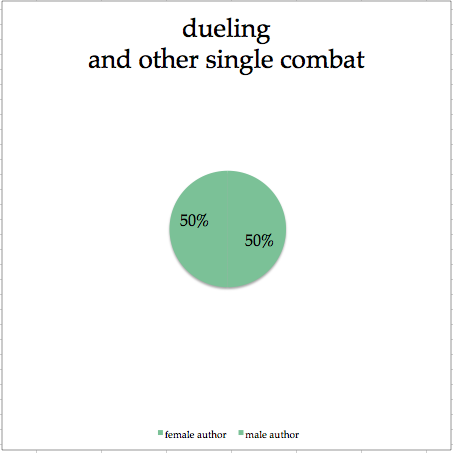 dueling
and other single combat
50%
50%
female author male author